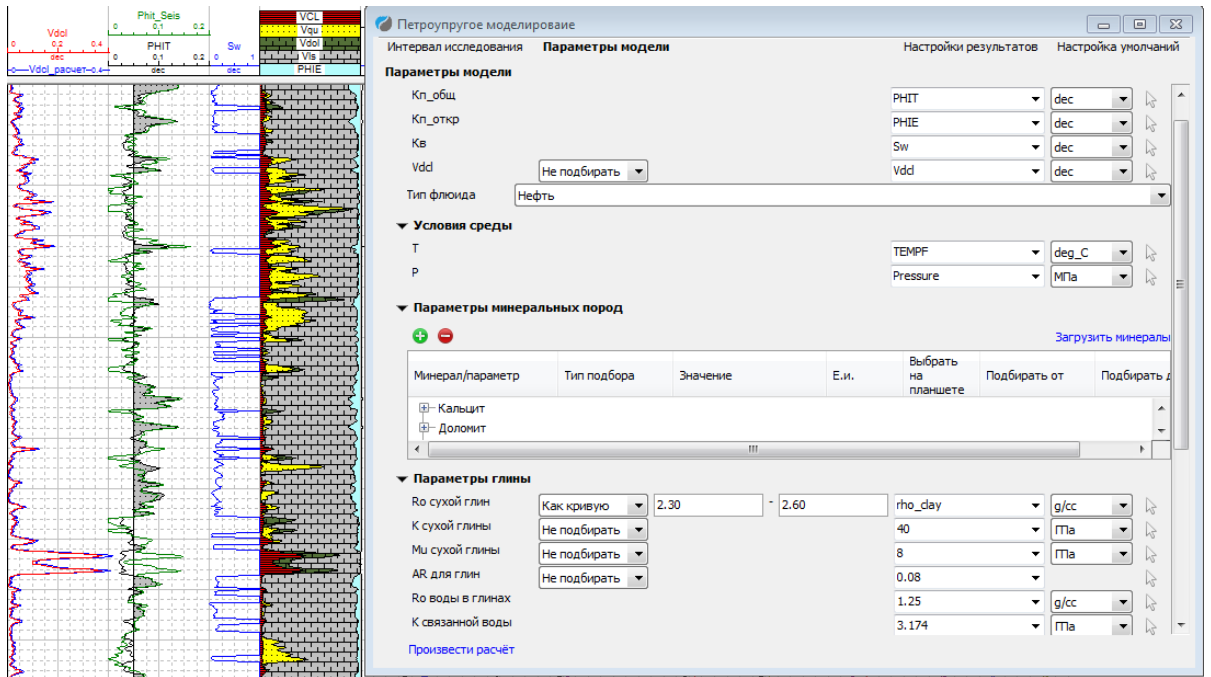 Vdol
0 0.2 0.4
dec
0 Vdol_расчет 0.4
Phit_Seis
0 0.1 0.2
PHIT
0 0.1 0.2
dec
Sw
0 1
dec
VCL
Vqu
Vdol
Vls
PHIE
Петроупругое моделироваие
Интервал исследования Параметры модели Настройки результатов Настройка умолчаний
Параметры модели
Кп_общ PHIT dec
Кп_откр PHIE dec
Кв Sw dec
Vdcl Не подбирать Vdcl dec
Тип флюида Нефть
Условия среды
T TEMPF deg_C
P Pressure МПа
Параметры минеральных пород
Загрузить минералы
Минерал/параметр Тип подбора Значение Е.и. Выбрать на планшете Подбирать от Подбирать д
Кальцит
Доломит
Параметры глины
Ro сухой глин Как кривую 2.30 - 2.60 rho_clay g/cc
К сухой глины Не подбирать 40 ГПа
Mu сухой глины Не подбирать 8 ГПа
AR для глин Не подбирать 0.08
Ro воды в глинах 1.25 g/cc
К связанной воды 3.174 ГПа
Произвести расчёт